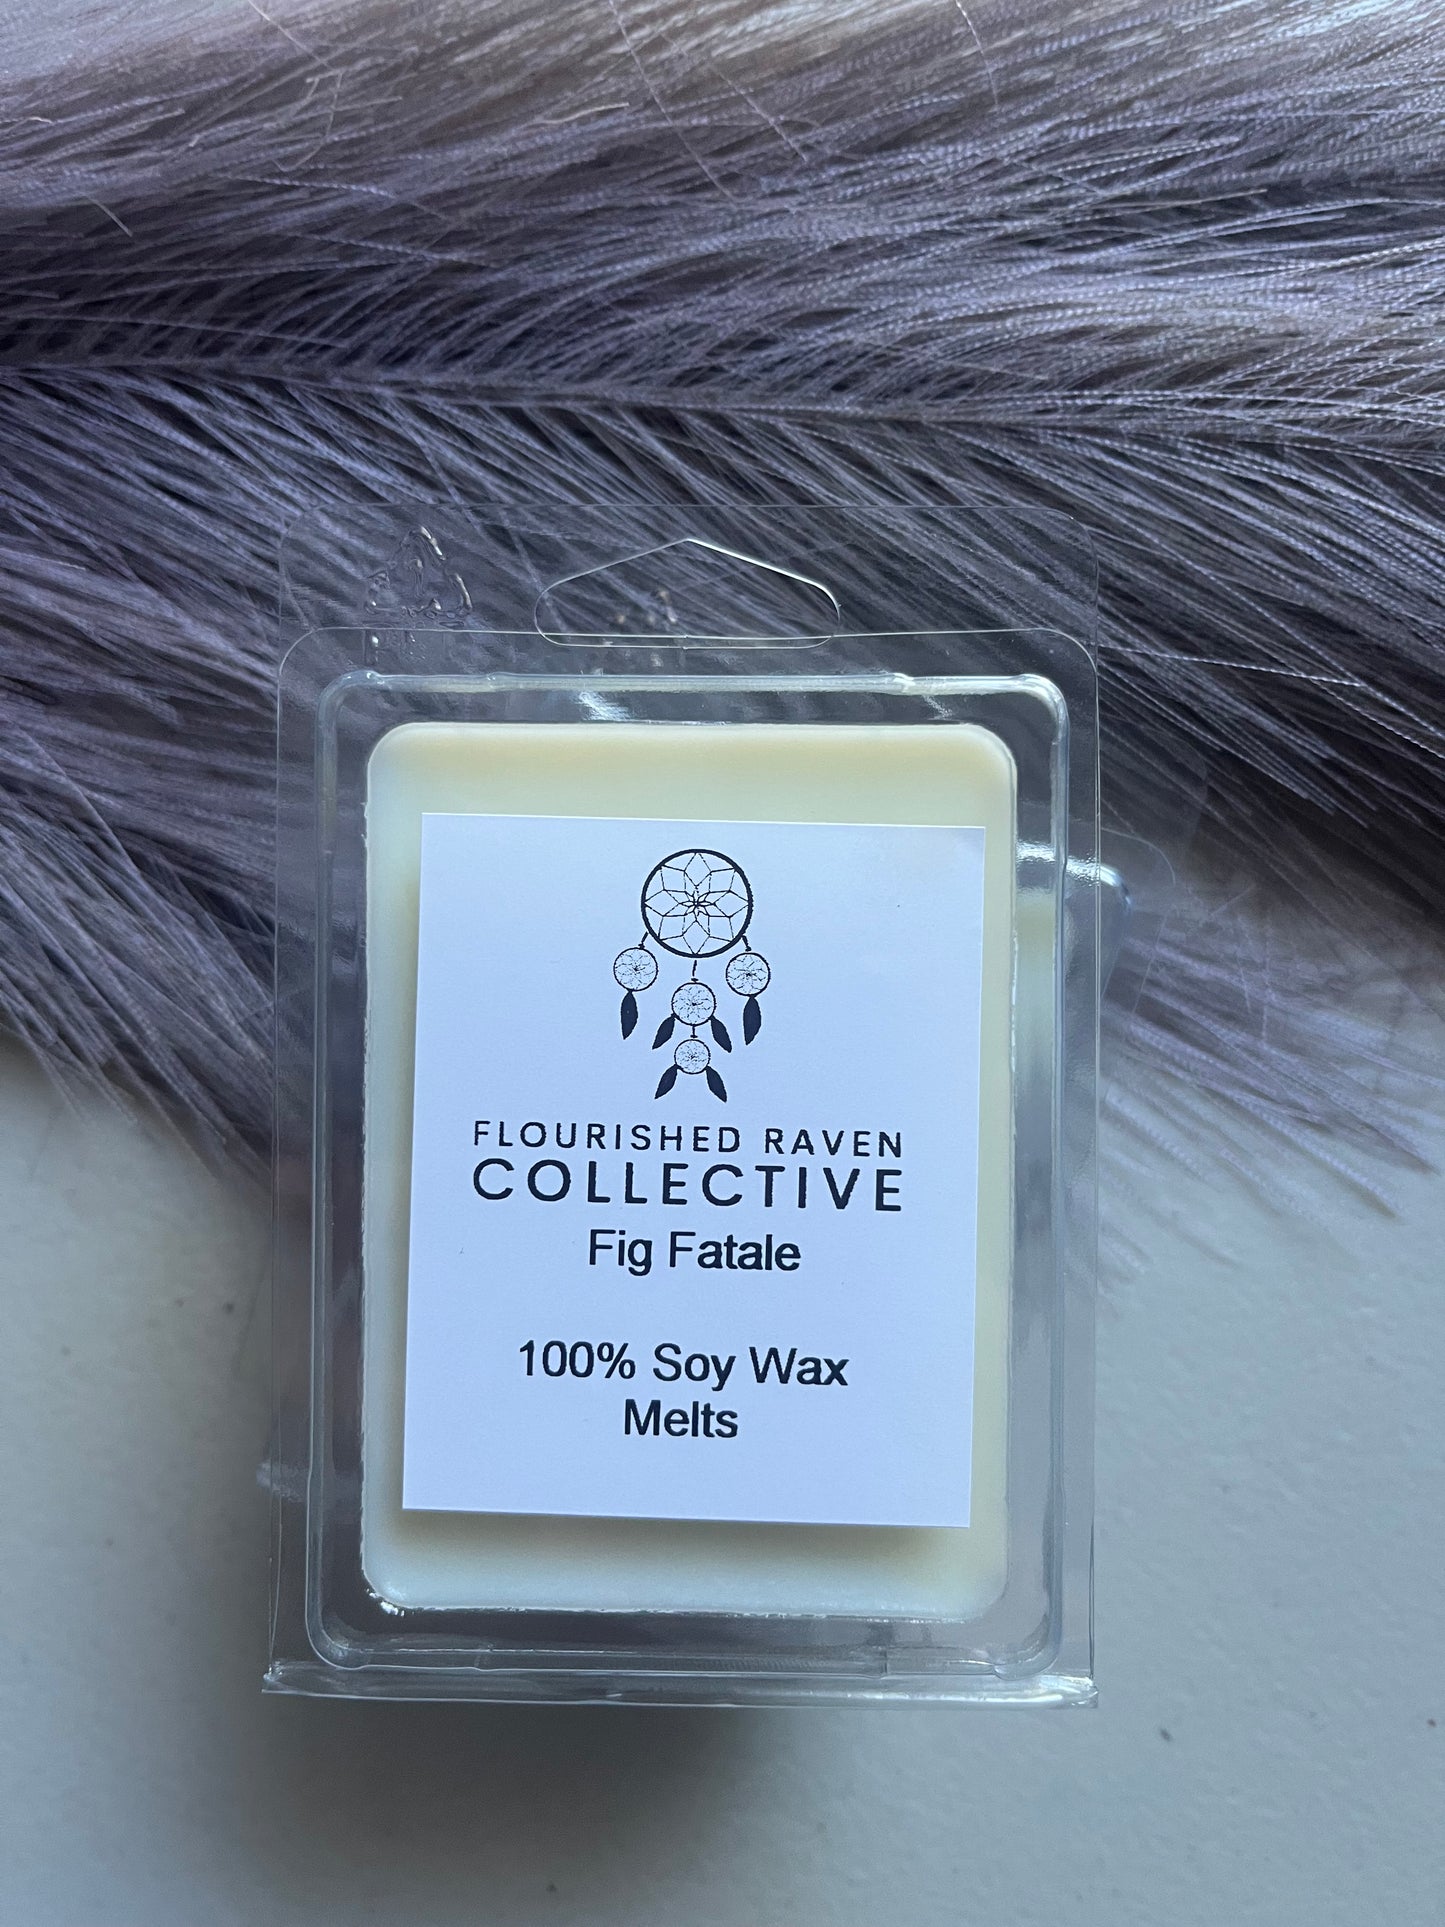 FLOURISHED RAVEN
COLLECTIVE
Fig Fatale
100% Soy Wax
Melts